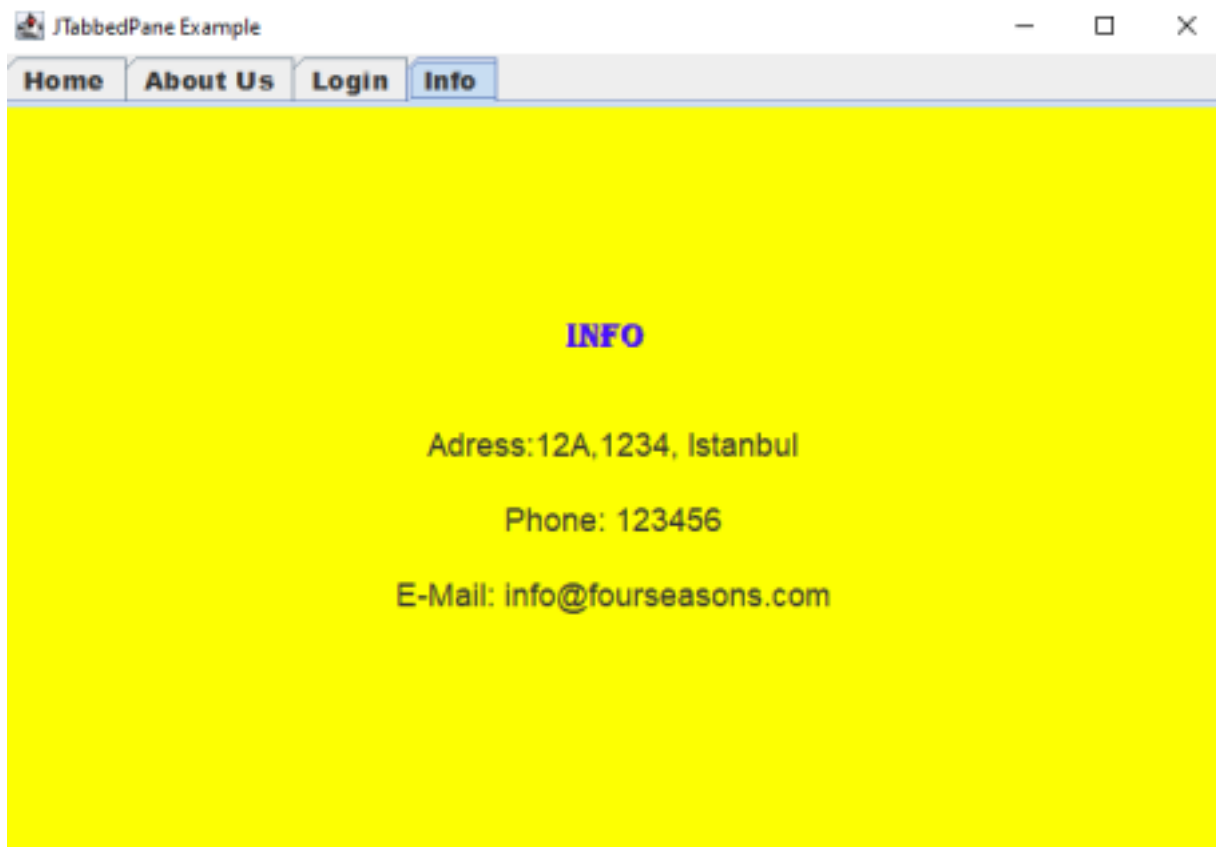 JTabbedPane Example
Home About Us Login Info
INFO
Adress:12A,1234, Istanbul
Phone: 123456
E-Mail: info@fourseasons.com